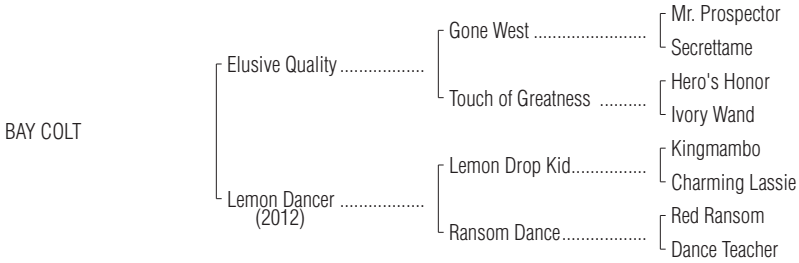 Mr. Prospector
Gone West ........................
Secrettame
Elusive Quality ..................
Hero's Honor
Touch of Greatness ..........
Ivory Wand
BAY COLT
Kingmambo
Lemon Drop Kid................
Charming Lassie
Lemon Dancer ..................
(2012)
Red Ransom
Ransom Dance..................
Dance Teacher